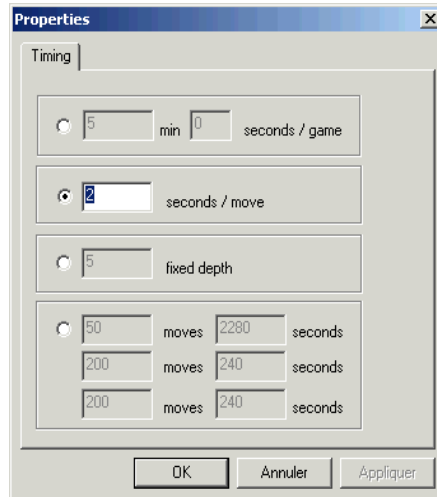 Properties
Timing
5 min 0 seconds / game
2 seconds / move
5 fixed depth
50 moves 2280 seconds
200 moves 240 seconds
200 moves 240 seconds
OK Annuler Appliquer